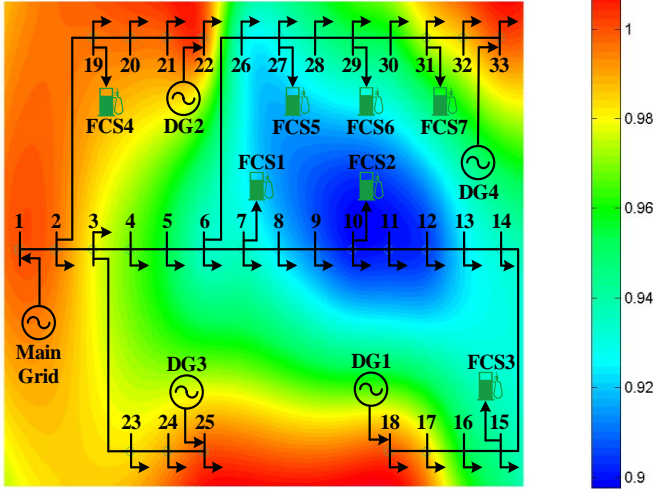 19 20 21 22 26 27 28 29 30 31 32 33
FCS4
DG2
FCS5
FCS6
FCS7
DG4
FCS1
FCS2
1 2 3 4 5 6 7 8 9 10 11 12 13 14
Main
Grid
DG3
DG1
FCS3
23 24 25 18 17 16 15
1
0.98
0.96
0.94
0.92
0.9